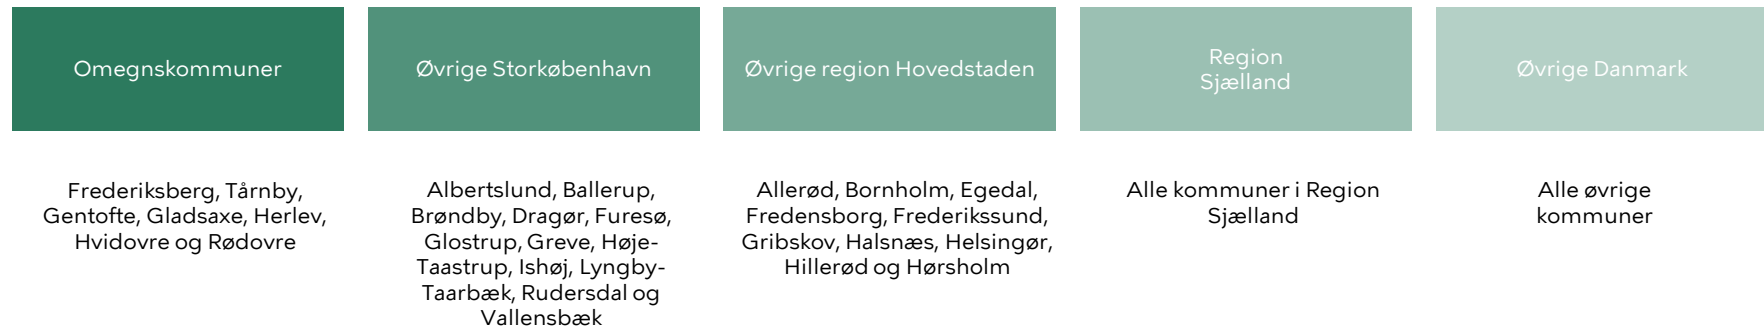 Omegnskommuner
Øvrige Storkøbenhavn
Øvrige region Hovedstaden
Region
Sjælland
Øvrige Danmark
Frederiksberg, Tårnby,
Gentofte, Gladsaxe, Herlev,
Hvidovre og Rødovre
Albertslund, Ballerup,
Brøndby, Dragør, Furesø,
Glostrup, Greve, Høje-
Taastrup, Ishøj, Lyngby-
Taarbæk, Rudersdal og
Vallensbæk
Allerød, Bornholm, Egedal,
Fredensborg, Frederikssund,
Gribskov, Halsnæs, Helsingør,
Hillerød og Hørsholm
Alle kommuner i Region
Sjælland
Alle øvrige
kommuner